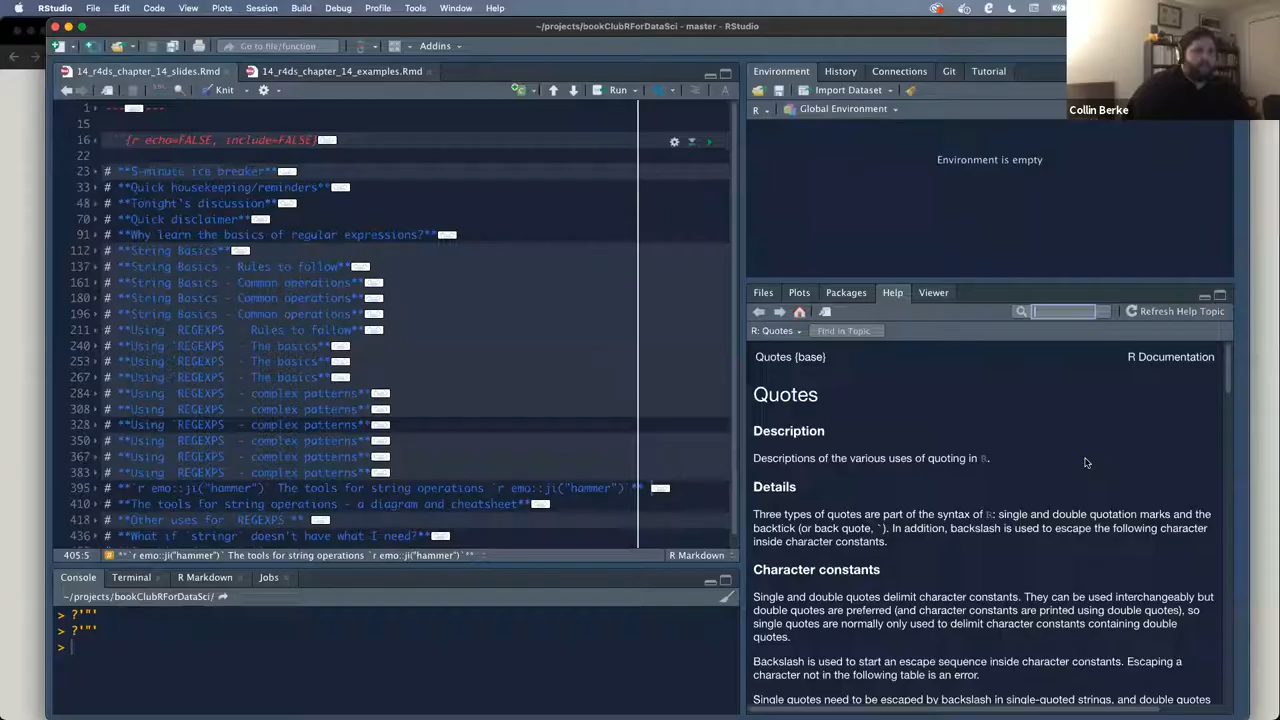 RStudio File Edit Code View Plots Session Build Debug Profile Tools Window Help
~/projects/bookClubRForDataSci - master - RStudio
Go to file/function Addins
14_r4ds_chapter_14_slides.Rmd 14_r4ds_chapter_14_examples.Rmd
Knit Run
1 --- ---
15
16 {r echo=FALSE, include=FALSE}
22
23 # **5-minute ice breaker**
33 # **Quick housekeeping/reminders**
48 # **Tonight's discussion**
70 # **Quick disclaimer**
91 # **Why learn the basics of regular expressions?**
112 # **String Basics**
137 # **String Basics - Rules to follow**
161 # **String Basics - Common operations**
180 # **String Basics - Common operations**
196 # **String Basics - Common operations**
211 # **Using `REGEXPS` - Rules to follow**
240 # **Using `REGEXPS` - The basics**
253 # **Using `REGEXPS` - The basics**
267 # **Using `REGEXPS` - The basics**
284 # **Using `REGEXPS` - complex patterns**
308 # **Using `REGEXPS` - complex patterns**
328 # **Using `REGEXPS` - complex patterns**
350 # **Using `REGEXPS` - complex patterns**
367 # **Using `REGEXPS` - complex patterns**
383 # **Using `REGEXPS` - complex patterns**
395 # **`r emo::ji("hammer")` The tools for string operations `r emo::ji("hammer")`**
410 # **The tools for string operations - a diagram and cheatsheet**
418 # **Other uses for `REGEXPS`**
436 # **What if `stringr` doesn't have what I need?**
405:5 **`r emo::ji("hammer")` The tools for string operations `r emo::ji("hammer")`** R Markdown
Console Terminal R Markdown Jobs
~/projects/bookClubRForDataSci/
> ?'"'
> ?'"'
>
Environment History Connections Git Tutorial
Import Dataset
R Global Environment
Environment is empty
Collin Berke
Files Plots Packages Help Viewer
Refresh Help Topic
R: Quotes Find in Topic
Quotes {base} R Documentation
Quotes
Description
Descriptions of the various uses of quoting in R.
Details
Three types of quotes are part of the syntax of R: single and double quotation marks and the
backtick (or back quote, `). In addition, backslash is used to escape the following character
inside character constants.
Character constants
Single and double quotes delimit character constants. They can be used interchangeably but
double quotes are preferred (and character constants are printed using double quotes), so
single quotes are normally only used to delimit character constants containing double
quotes.
Backslash is used to start an escape sequence inside character constants. Escaping a
character not in the following table is an error.
Single quotes need to be escaped by backslash in single-quoted strings, and double quotes